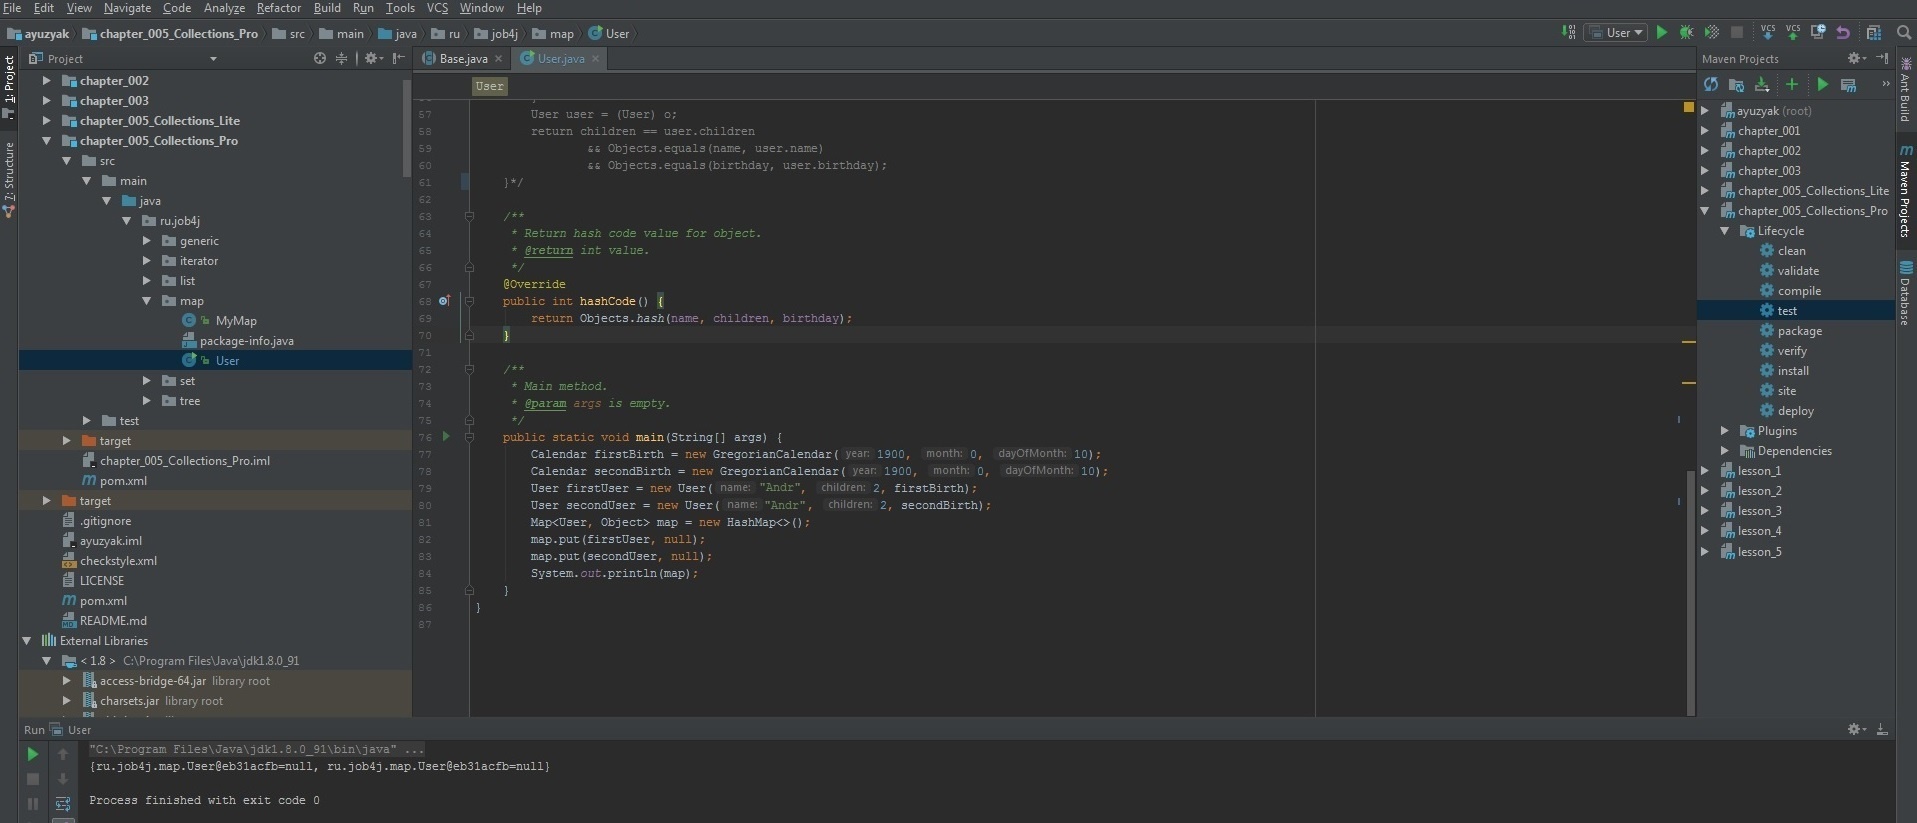 File Edit View Navigate Code Analyze Refactor Build Run Tools VCS Window Help
ayuzyak chapter_005_Collections_Pro src main java ru job4j map User
User
Project
Base.java User.java
Maven Projects
1: Project
7: Structure
chapter_002
chapter_003
chapter_005_Collections_Lite
chapter_005_Collections_Pro
src
main
java
ru.job4j
generic
iterator
list
map
MyMap
package-info.java
User
set
tree
test
target
chapter_005_Collections_Pro.iml
pom.xml
target
.gitignore
ayuzyak.iml
checkstyle.xml
LICENSE
pom.xml
README.md
External Libraries
< 1.8 > C:\Program Files\Java\jdk1.8.0_91
access-bridge-64.jar library root
charsets.jar library root
User
57 User user = (User) o;
58 return children == user.children
59 && Objects.equals(name, user.name)
60 && Objects.equals(birthday, user.birthday);
61 }*/
62
63 /**
64 * Return hash code value for object.
65 * @return int value.
66 */
67 @Override
68 public int hashCode() {
69 return Objects.hash(name, children, birthday);
70 }
71
72 /**
73 * Main method.
74 * @param args is empty.
75 */
76 public static void main(String[] args) {
77 Calendar firstBirth = new GregorianCalendar( year: 1900, month: 0, dayOfMonth: 10);
78 Calendar secondBirth = new GregorianCalendar( year: 1900, month: 0, dayOfMonth: 10);
79 User firstUser = new User( name: "Andr", children: 2, firstBirth);
80 User secondUser = new User( name: "Andr", children: 2, secondBirth);
81 Map<User, Object> map = new HashMap<>();
82 map.put(firstUser, null);
83 map.put(secondUser, null);
84 System.out.println(map);
85 }
86 }
87
ayuzyak (root)
chapter_001
chapter_002
chapter_003
chapter_005_Collections_Lite
chapter_005_Collections_Pro
Lifecycle
clean
validate
compile
test
package
verify
install
site
deploy
Plugins
Dependencies
lesson_1
lesson_2
lesson_3
lesson_4
lesson_5
Ant Build
Maven Projects
Database
Run User
"C:\Program Files\Java\jdk1.8.0_91\bin\java" ...
{ru.job4j.map.User@eb31acfb=null, ru.job4j.map.User@eb31acfb=null}
Process finished with exit code 0